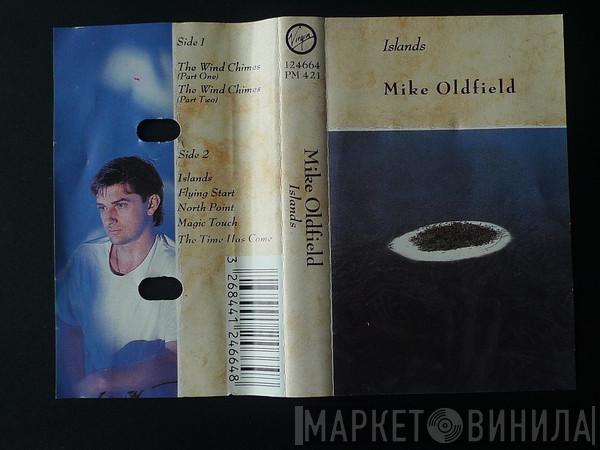 Side 1
The Wind Chimes
(Part One)
The Wind Chimes
(Part Two)
Side 2
Islands
Flying Start
North Point
Magic Touch
The Time Has Come
3 268441 246648
Virgin
124664
PM 421
Mike Oldfield
Islands
Islands
Mike Oldfield
МАРКЕТ ВИНИЛА